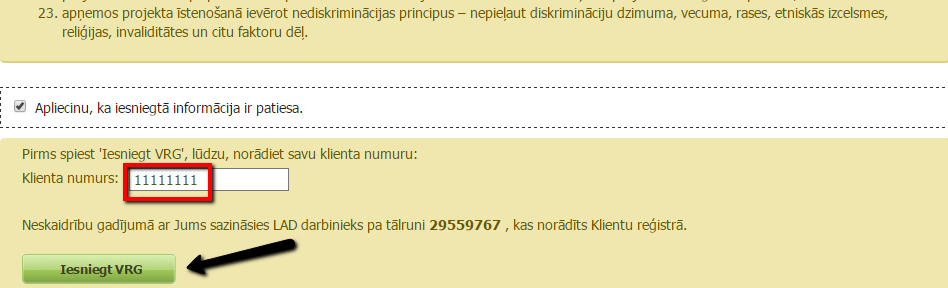 23. apņemos projekta īstenošanā ievērot nediskriminācijas principus – nepieļaut diskrimināciju dzimuma, vecuma, rases, etniskās izcelsmes,
reliģijas, invaliditātes un citu faktoru dēļ.
Apliecinu, ka iesniegtā informācija ir patiesa.
Pirms spiest 'Iesniegt VRG', lūdzu, norādiet savu klienta numuru:
Klienta numurs: 11111111
Neskaidrību gadījumā ar Jums sazināsies LAD darbinieks pa tālruni 29559767 , kas norādīts Klientu reģistrā.
Iesniegt VRG